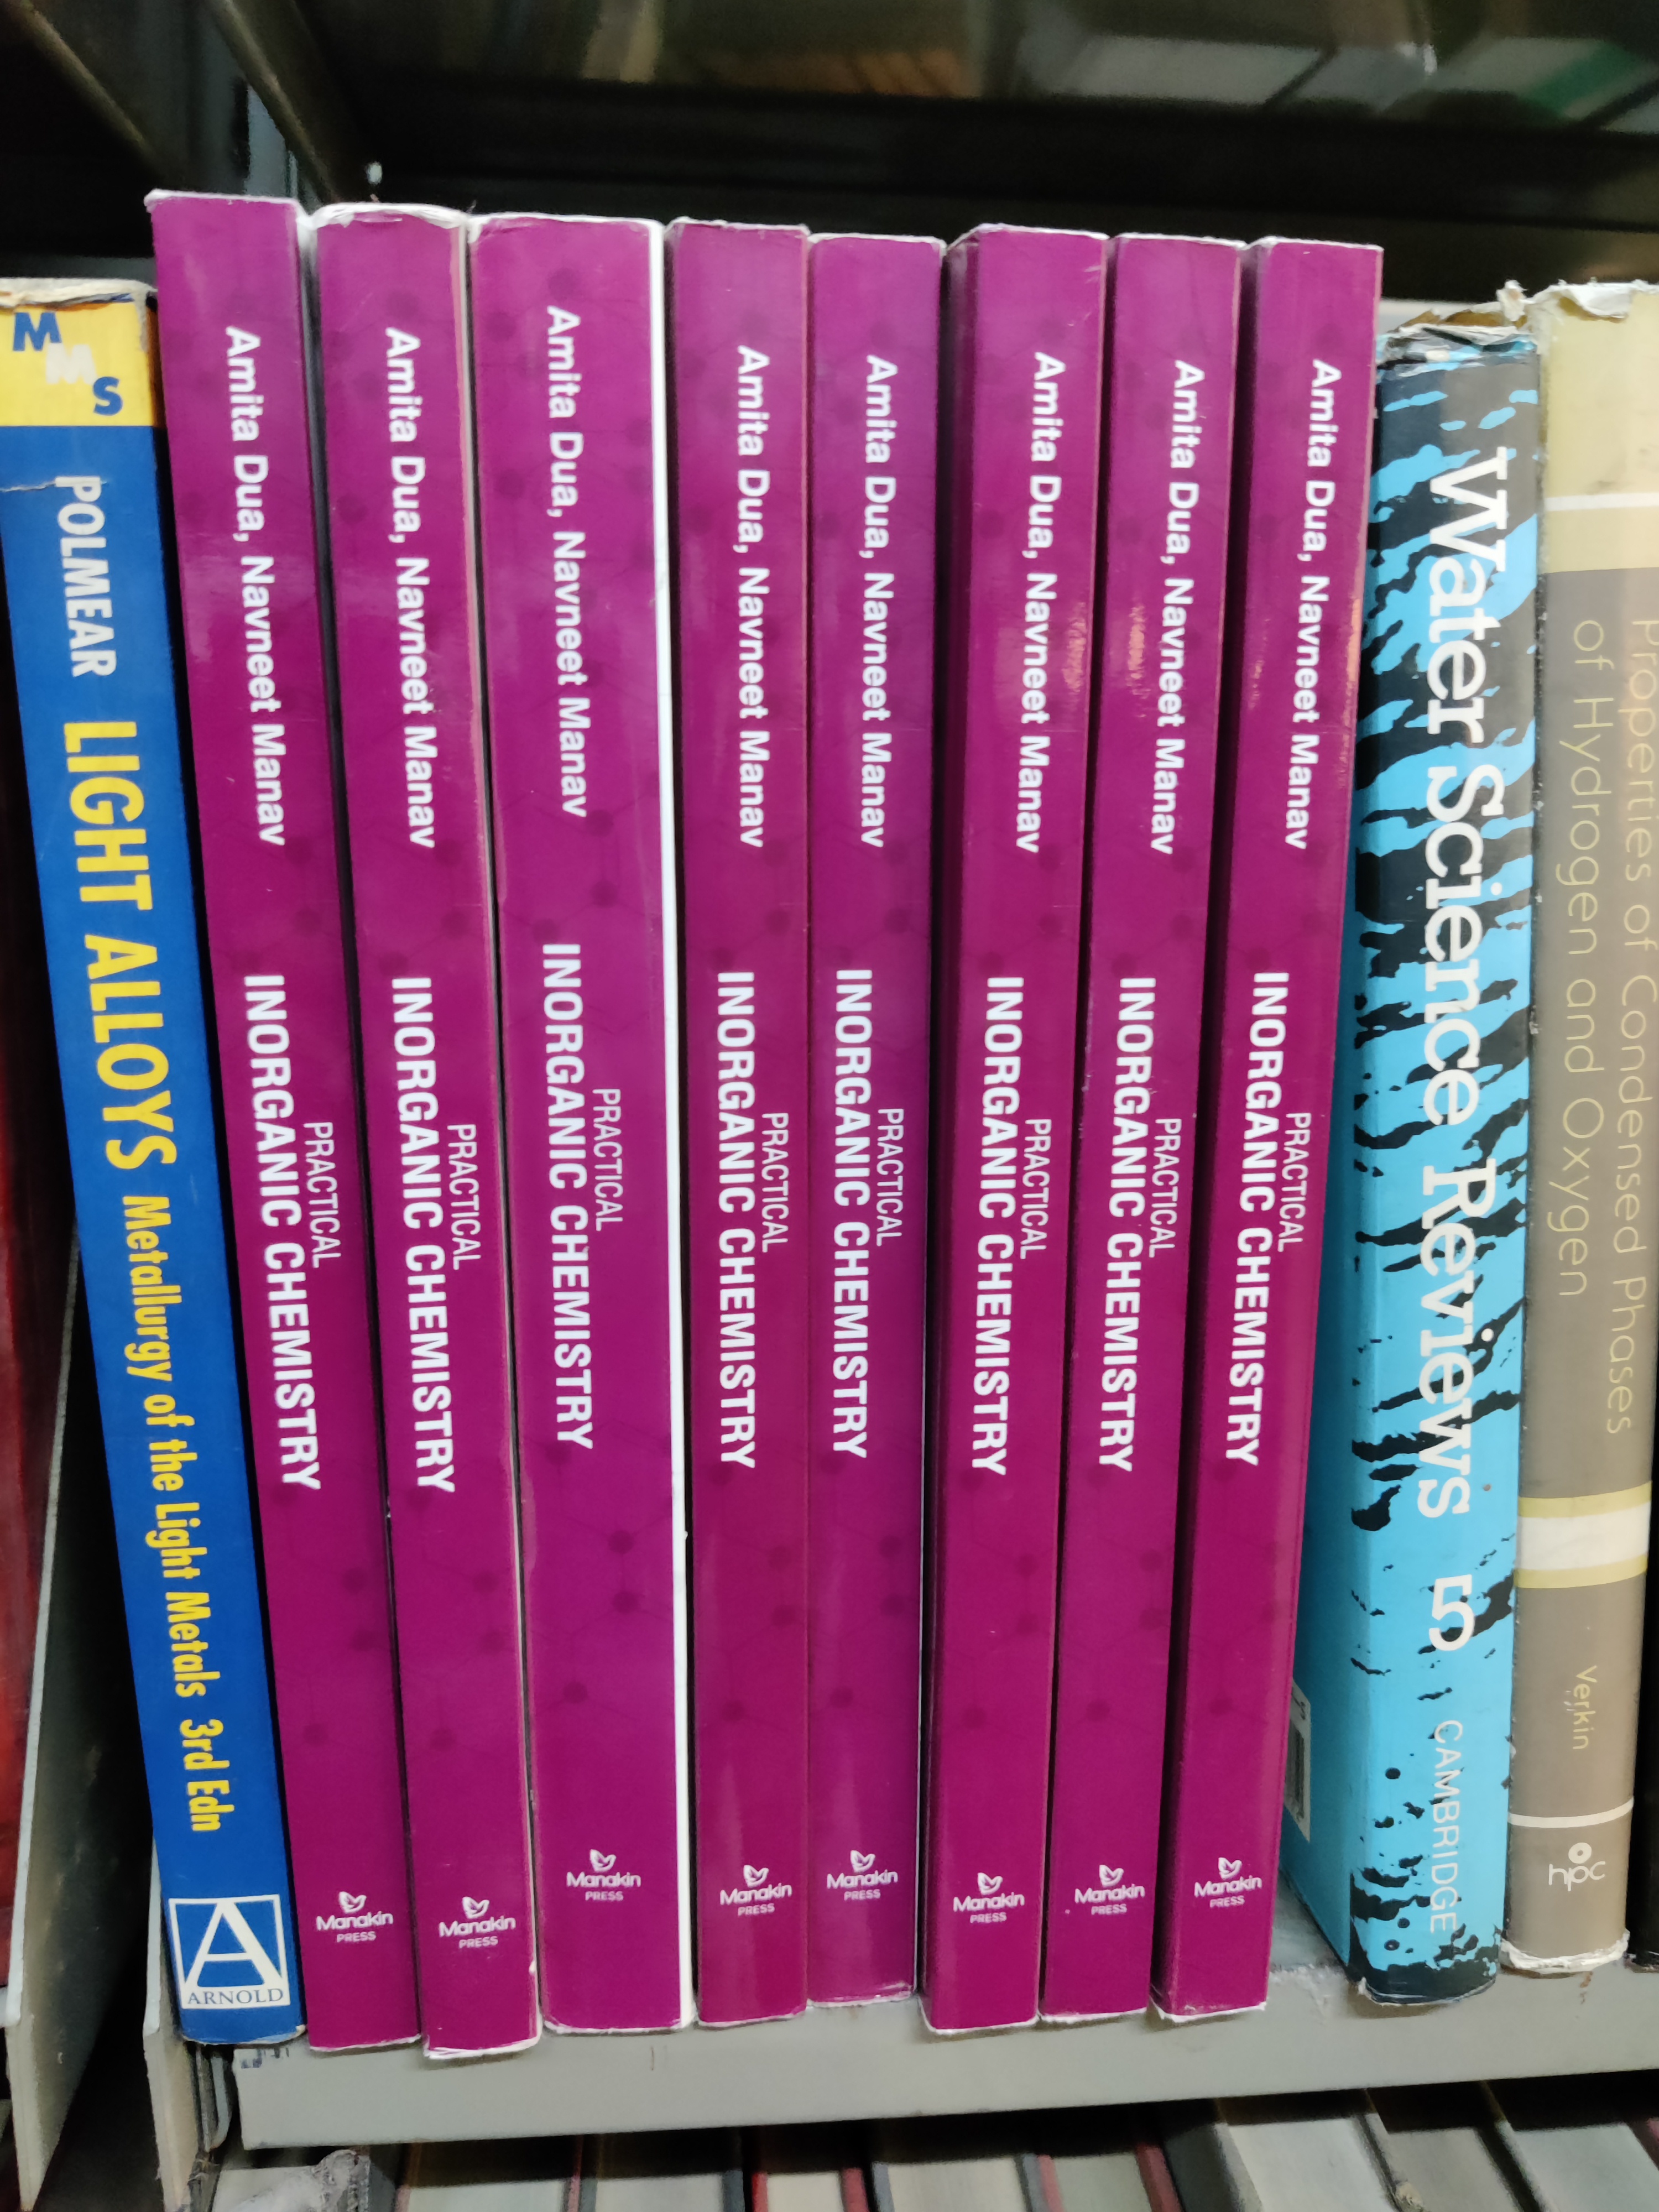 M
M
S
POLMEAR LIGHT ALLOYS Metallurgy of the Light Metals 3rd Edn
A
ARNOLD
Amita Dua, Navneet Manav
PRACTICAL
INORGANIC CHEMISTRY
Manakin
PRESS
Amita Dua, Navneet Manav
PRACTICAL
INORGANIC CHEMISTRY
Manakin
PRESS
Amita Dua, Navneet Manav
PRACTICAL
INORGANIC CHEMISTRY
Manakin
PRESS
Amita Dua, Navneet Manav
PRACTICAL
INORGANIC CHEMISTRY
Manakin
PRESS
Amita Dua, Navneet Manav
PRACTICAL
INORGANIC CHEMISTRY
Manakin
PRESS
Amita Dua, Navneet Manav
PRACTICAL
INORGANIC CHEMISTRY
Manakin
PRESS
Amita Dua, Navneet Manav
PRACTICAL
INORGANIC CHEMISTRY
Manakin
PRESS
Amita Dua, Navneet Manav
PRACTICAL
INORGANIC CHEMISTRY
Manakin
PRESS
Water Science Reviews 5
CAMBRIDGE
Properties of Condensed Phases
of Hydrogen and Oxygen
Verkin
hpc